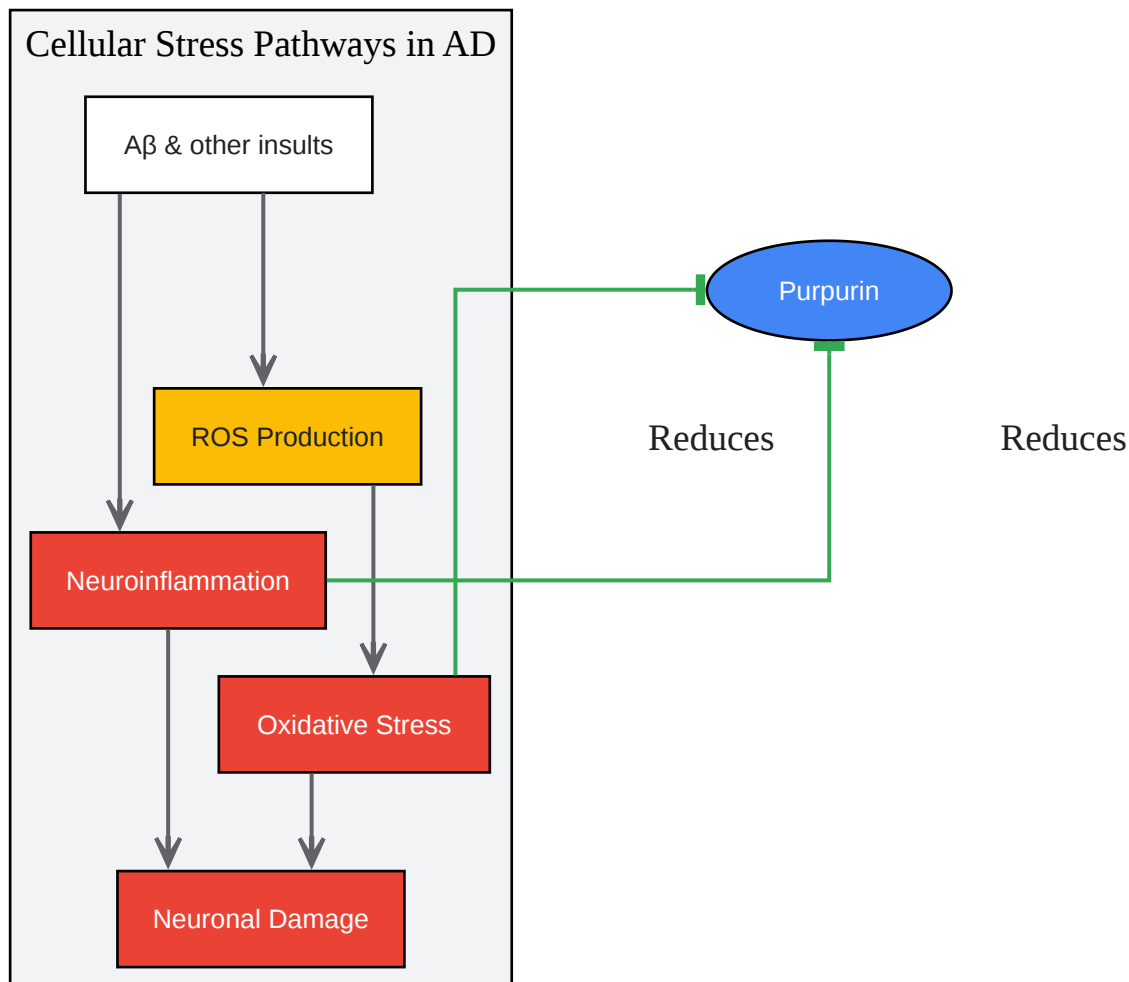 Cellular Stress Pathways in AD
Aβ & other insults
Purpurin
ROS Production
Reduces
Reduces
Neuroinflammation
Oxidative Stress
Neuronal Damage